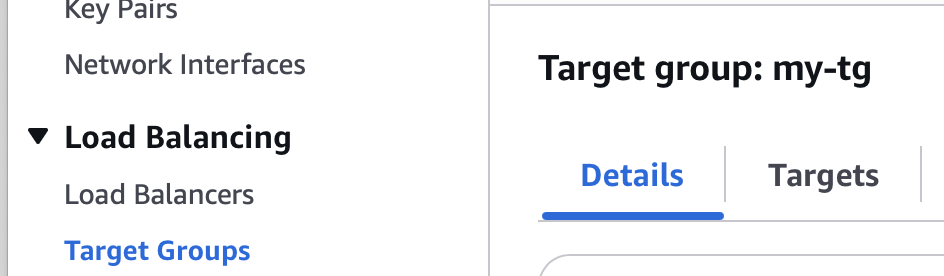 Key Pairs
Network Interfaces
Load Balancing
Load Balancers
Target Groups
Target group: my-tg
Details
Targets